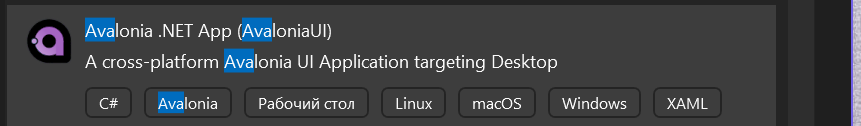 Avalonia .NET App (AvaloniaUI)
A cross-platform Avalonia UI Application targeting Desktop
C# Avalonia Рабочий стол Linux macOS Windows XAML